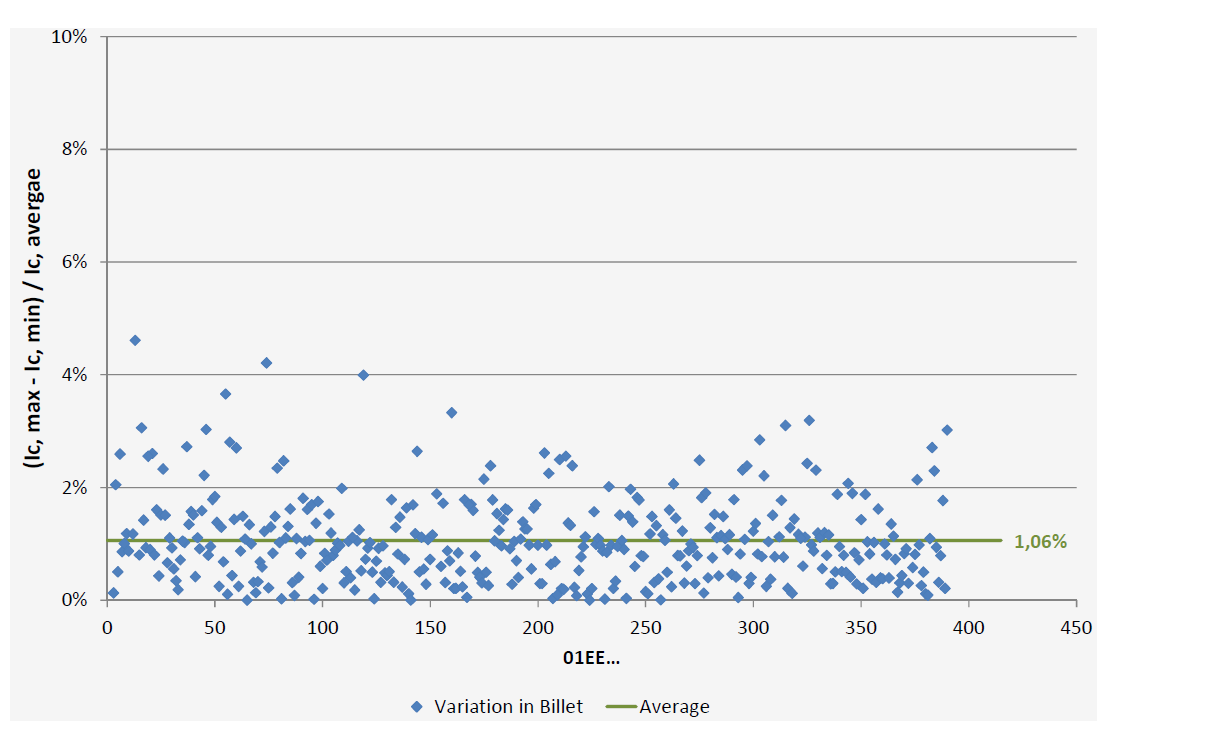 10%
8%
6%
4%
2%
0%
(Ic, max - Ic, min) / Ic, avergae
1,06%
0 50 100 150 200 250 300 350 400 450
01EE...
Variation in Billet Average